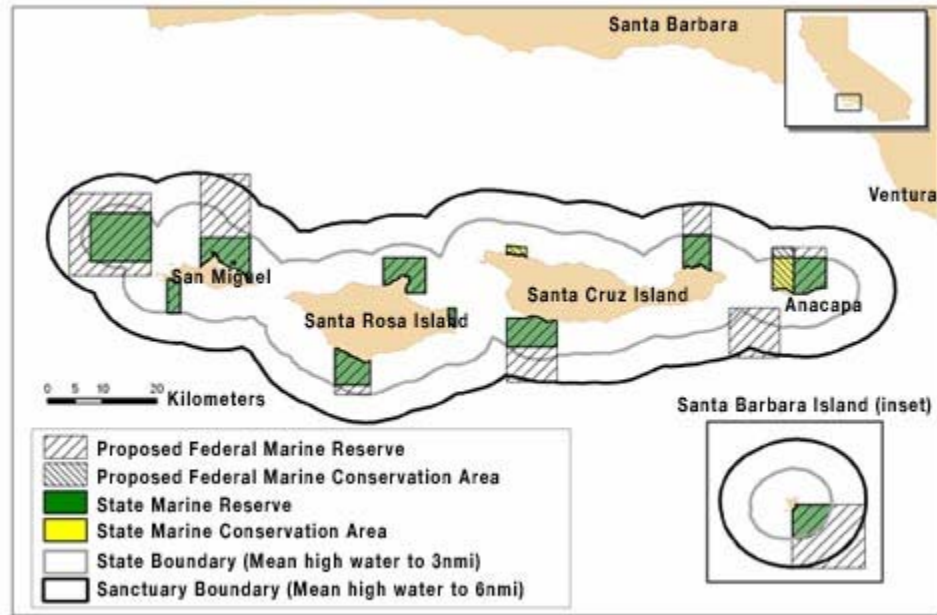 Santa Barbara
Ventura
San Miguel
Santa Rosa Island
Santa Cruz Island
Anacapa
0 5 10 20
Kilometers
Santa Barbara Island (inset)
Proposed Federal Marine Reserve
Proposed Federal Marine Conservation Area
State Marine Reserve
State Marine Conservation Area
State Boundary (Mean high water to 3nmi)
Sanctuary Boundary (Mean high water to 6nmi)